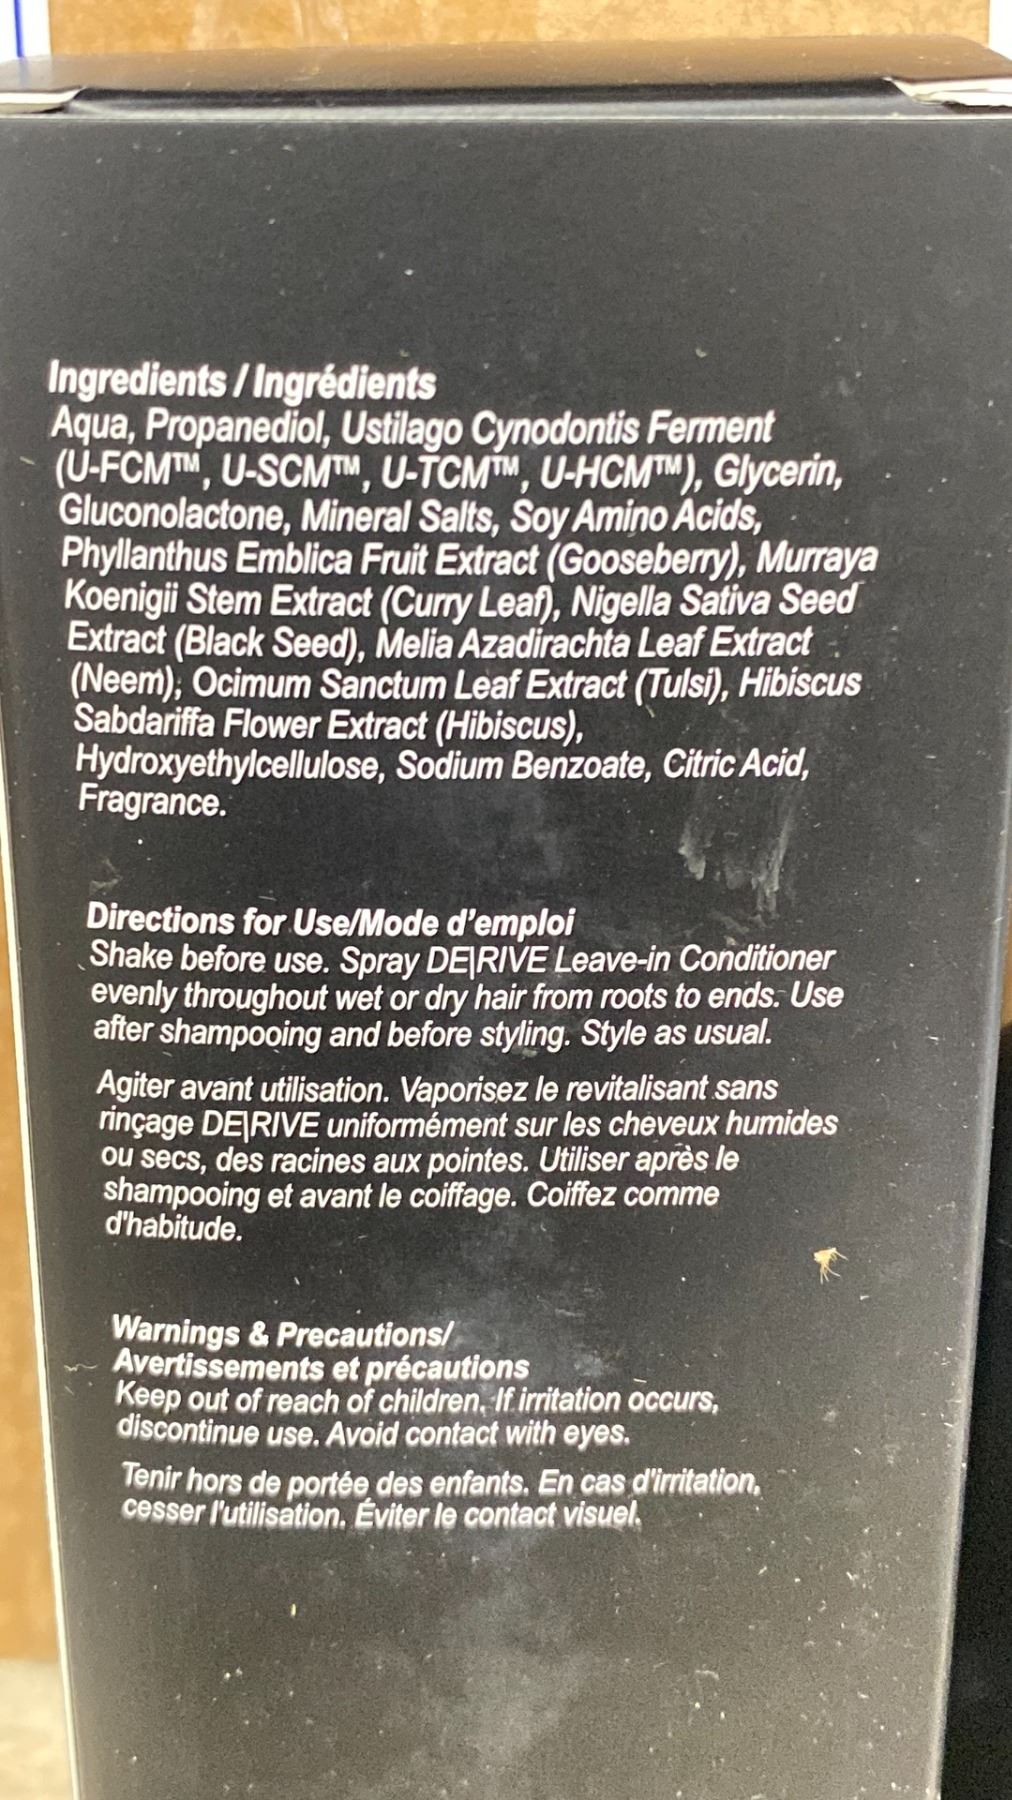 Ingredients / Ingrédients
Aqua, Propanediol, Ustilago Cynodontis Ferment
(U-FCM™, U-SCM™, U-TCM™, U-HCM™), Glycerin,
Gluconolactone, Mineral Salts, Soy Amino Acids,
Phyllanthus Emblica Fruit Extract (Gooseberry), Murraya
Koenigii Stem Extract (Curry Leaf), Nigella Sativa Seed
Extract (Black Seed), Melia Azadirachta Leaf Extract
(Neem), Ocimum Sanctum Leaf Extract (Tulsi), Hibiscus
Sabdariffa Flower Extract (Hibiscus),
Hydroxyethylcellulose, Sodium Benzoate, Citric Acid,
Fragrance.
Directions for Use/Mode d'emploi
Shake before use. Spray DE|RIVE Leave-in Conditioner
evenly throughout wet or dry hair from roots to ends. Use
after shampooing and before styling. Style as usual.
Agiter avant utilisation. Vaporisez le revitalisant sans
rinçage DE|RIVE uniformément sur les cheveux humides
ou secs, des racines aux pointes. Utiliser après le
shampooing et avant le coiffage. Coiffez comme
d'habitude.
Warnings & Precautions/
Avertissements et précautions
Keep out of reach of children. If irritation occurs,
discontinue use. Avoid contact with eyes.
Tenir hors de portée des enfants. En cas d'irritation,
cesser l'utilisation. Éviter le contact visuel.